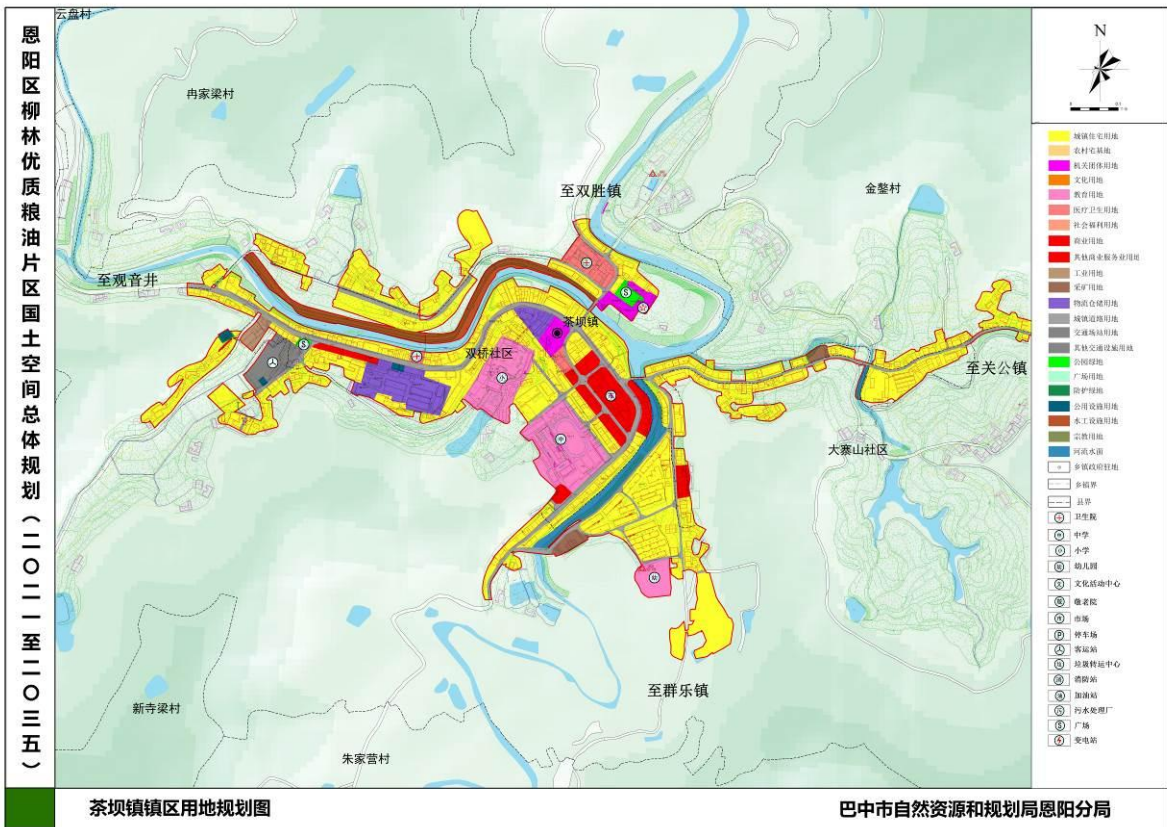 恩阳区柳林优质粮油片区国土空间总体规划（二〇二一至二〇三五）
云盘村
冉家梁村
至双胜镇
金鏊村
至观音井
茶坝镇
双桥社区
至关公镇
大寨山社区
至群乐镇
新寺梁村
朱家营村
小
中
幼
N
城镇住宅用地
农村宅基地
机关团体用地
文化用地
教育用地
医疗卫生用地
社会福利用地
商业用地
其他商业服务业用地
工业用地
采矿用地
物流仓储用地
城镇道路用地
交通场站用地
其他交通设施用地
公园绿地
广场用地
防护绿地
公用设施用地
水工设施用地
宗教用地
河流水面
乡镇政府驻地
乡镇界
县界
卫生院
中学
小学
幼儿园
文化活动中心
敬老院
市场
P 停车场
客运站
垃圾转运中心
消防站
加油站
污水处理厂
S 广场
变电站
茶坝镇镇区用地规划图
巴中市自然资源和规划局恩阳分局